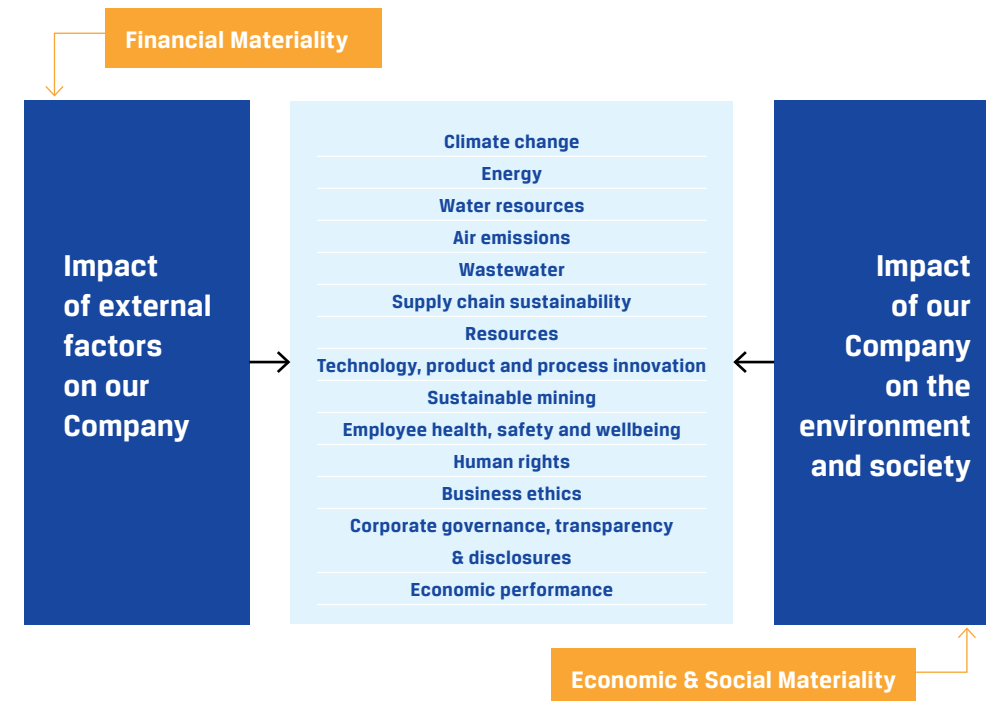 Financial Materiality
Impact
of external
factors
on our
Company
Climate change
Energy
Water resources
Air emissions
Wastewater
Supply chain sustainability
Resources
Technology, product and process innovation
Sustainable mining
Employee health, safety and wellbeing
Human rights
Business ethics
Corporate governance, transparency
& disclosures
Economic performance
Impact
of our
Company
on the
environment
and society
Economic & Social Materiality